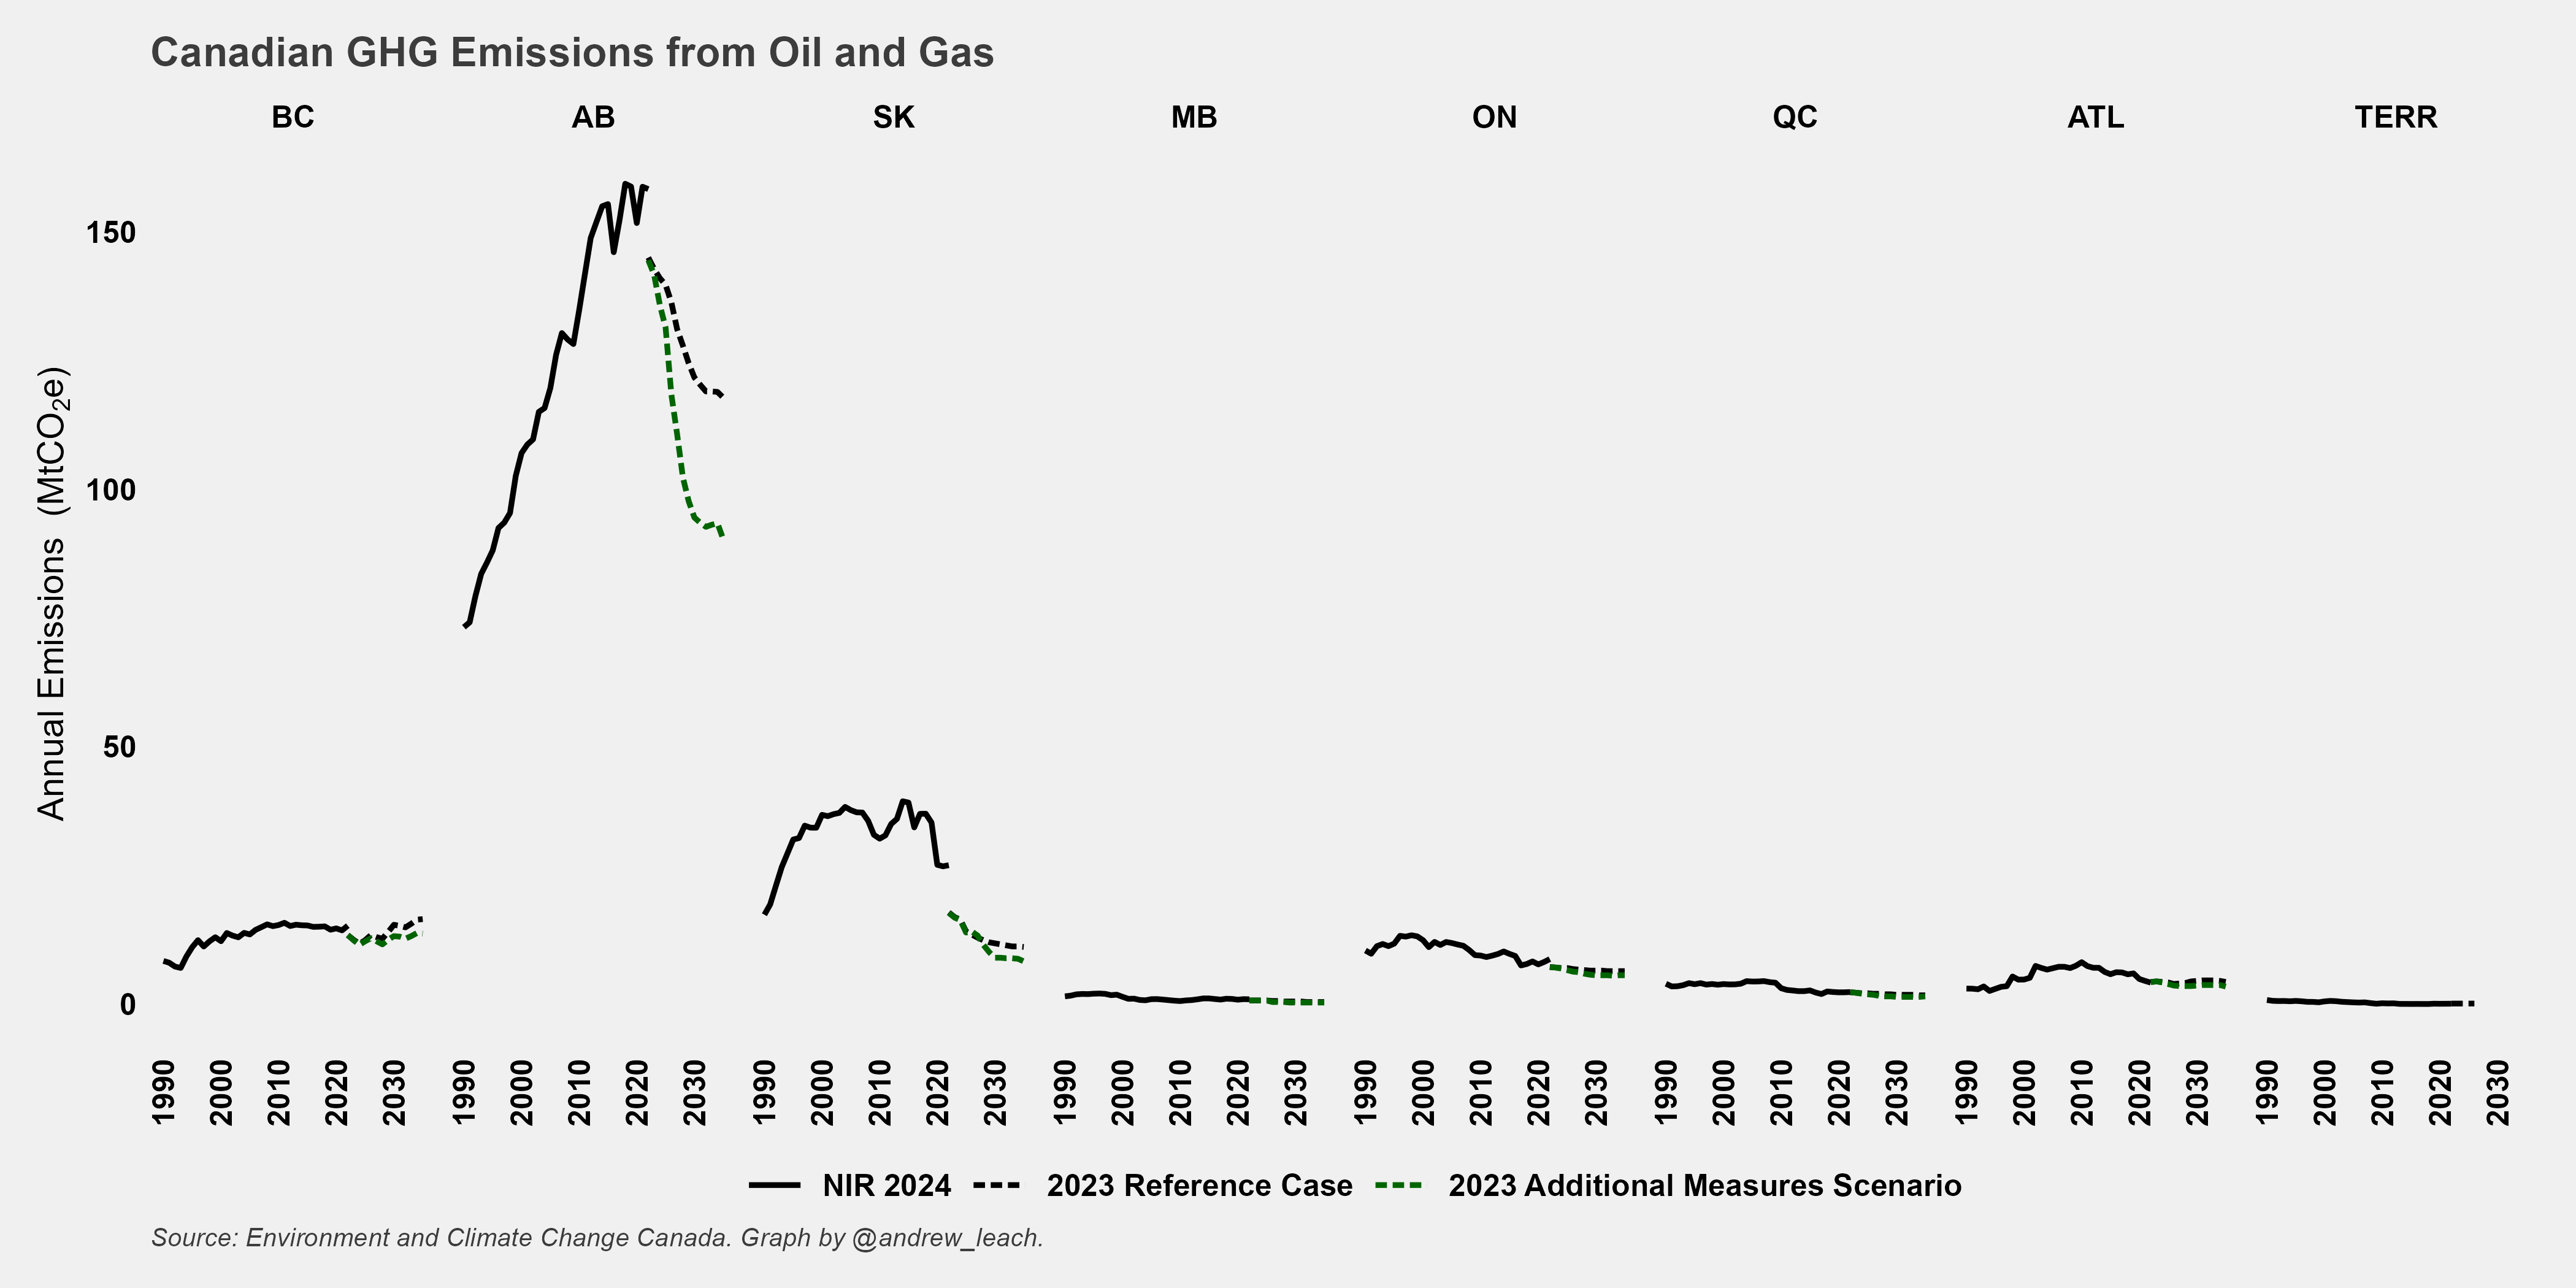 Canadian GHG Emissions from Oil and Gas
BC AB SK MB ON QC ATL TERR
Annual Emissions (MtCO₂e)
150
100
50
0
1990 2000 2010 2020 2030 1990 2000 2010 2020 2030 1990 2000 2010 2020 2030 1990 2000 2010 2020 2030 1990 2000 2010 2020 2030 1990 2000 2010 2020 2030 1990 2000 2010 2020 2030 1990 2000 2010 2020 2030
NIR 2024 2023 Reference Case 2023 Additional Measures Scenario
Source: Environment and Climate Change Canada. Graph by @andrew_leach.